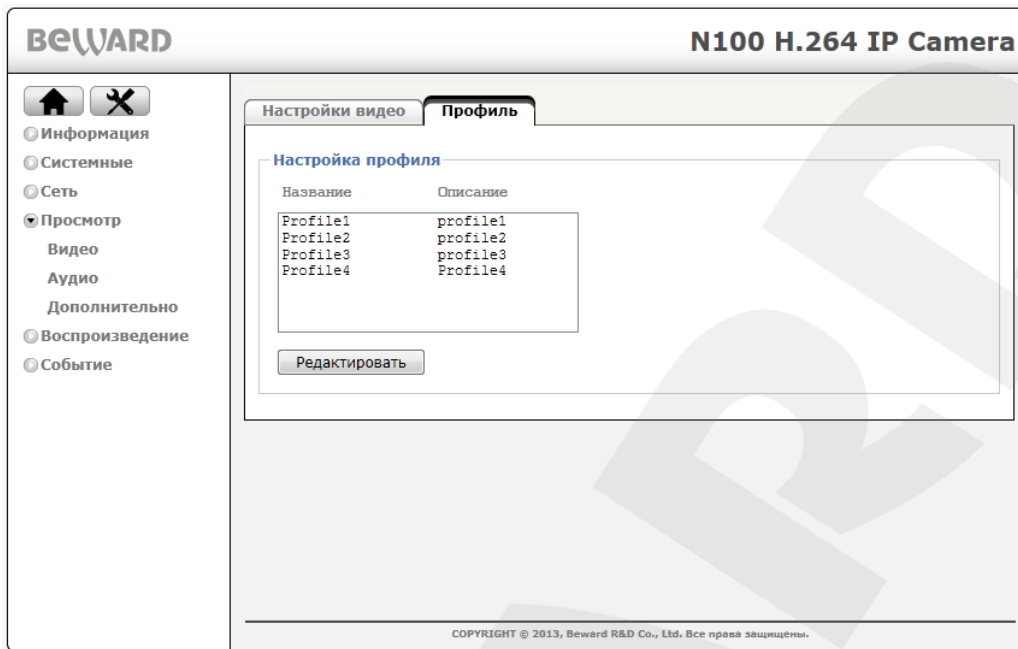 BEWARD
N100 H.264 IP Camera
Информация
Системные
Сеть
Просмотр
Видео
Аудио
Дополнительно
Воспроизведение
Событие
Настройки видео Профиль
Настройка профиля
Название Описание
Profile1 profile1
Profile2 profile2
Profile3 profile3
Profile4 Profile4
Редактировать
COPYRIGHT © 2013, Beward R&D Co., Ltd. Все права защищены.